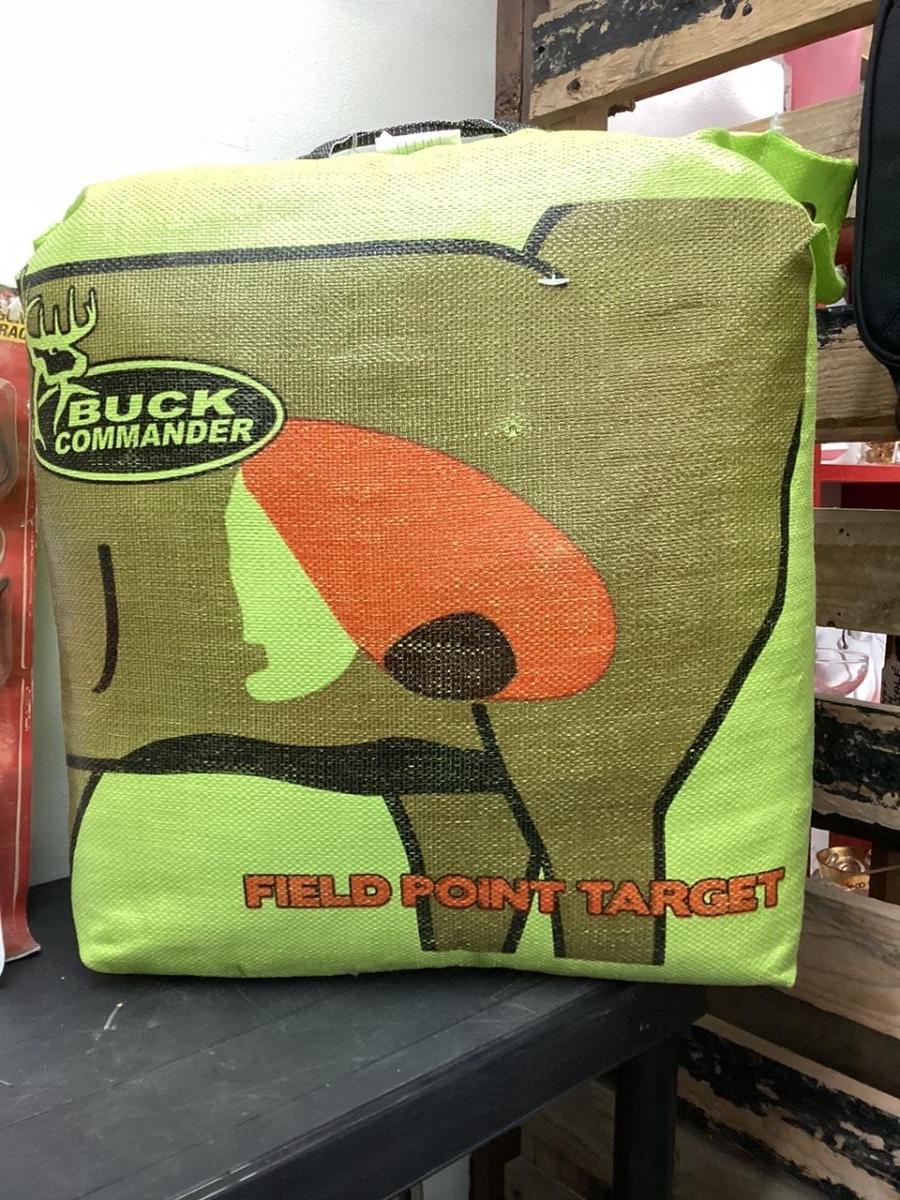 BUCK
COMMANDER
FIELD POINT TARGET